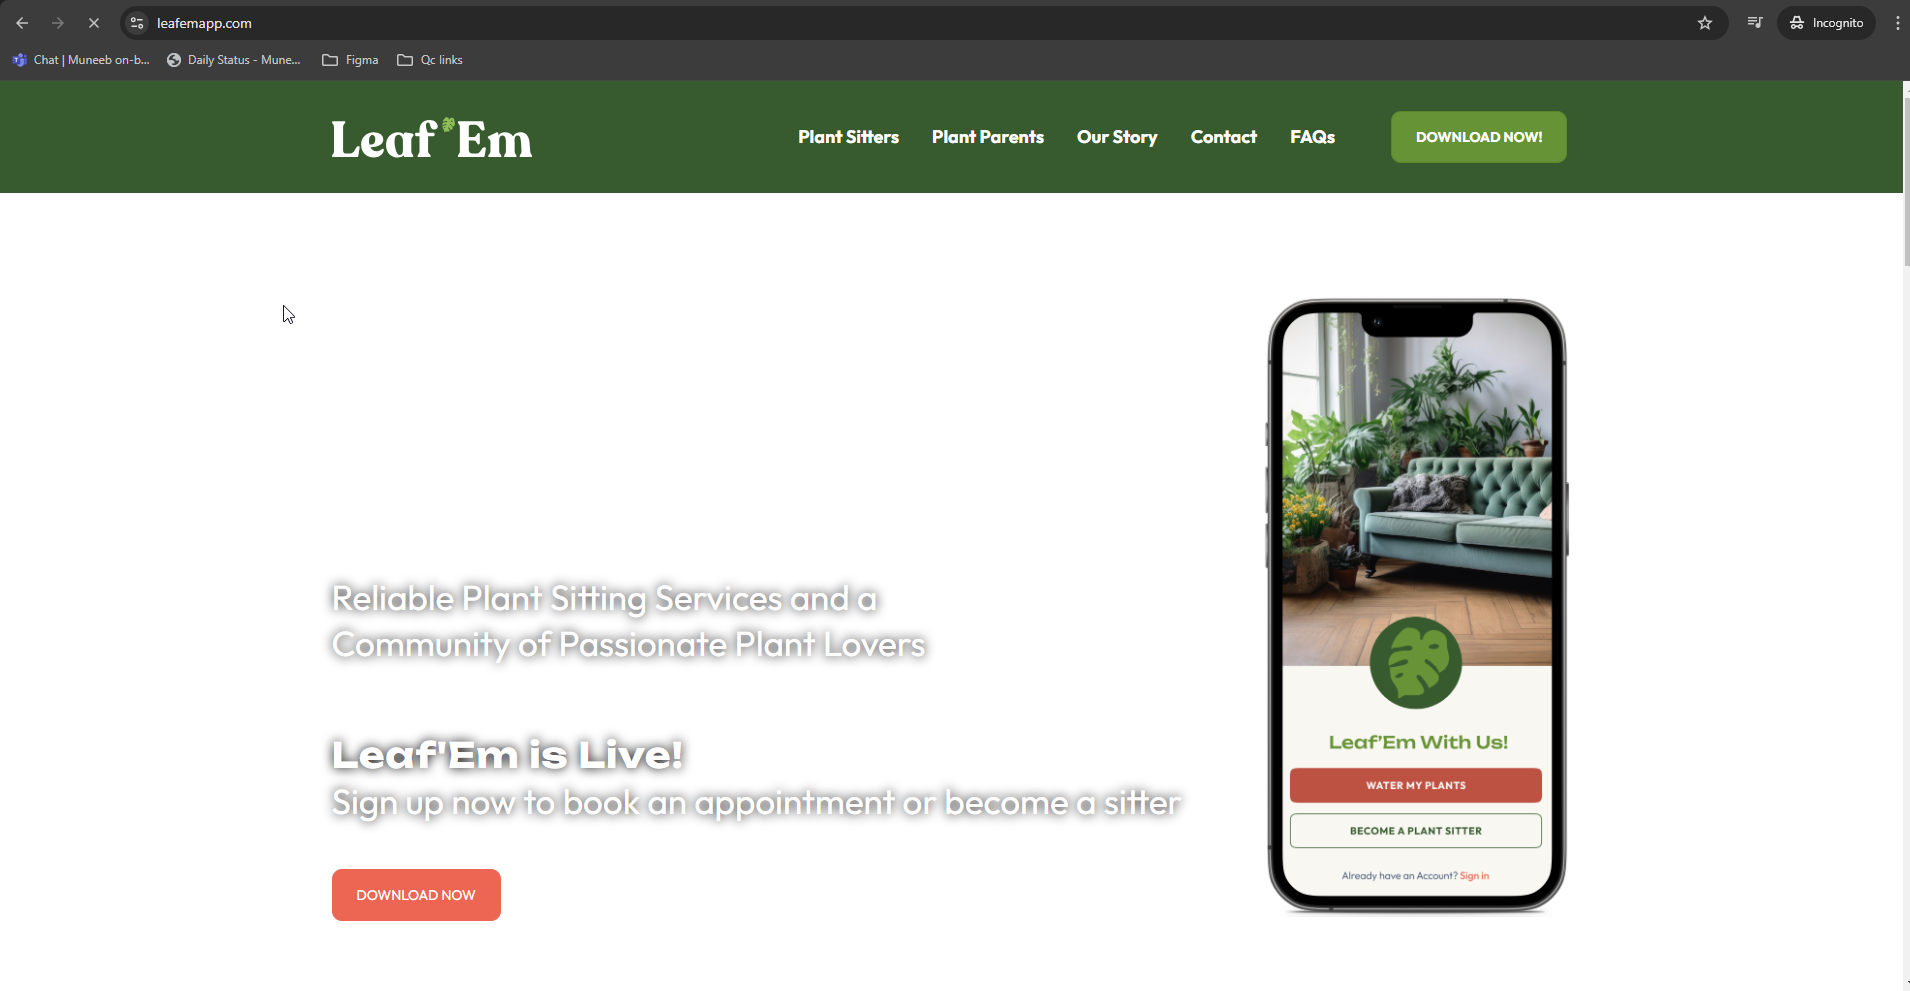 leafemapp.com
Incognito
Chat | Muneeb on-b...
Daily Status - Mune...
Figma
Qc links
Leaf'Em
Plant Sitters
Plant Parents
Our Story
Contact
FAQs
DOWNLOAD NOW!
Reliable Plant Sitting Services and a
Community of Passionate Plant Lovers
Leaf'Em is Live!
Sign up now to book an appointment or become a sitter
DOWNLOAD NOW
Leaf'Em With Us!
WATER MY PLANTS
BECOME A PLANT SITTER
Already have an Account? Sign in